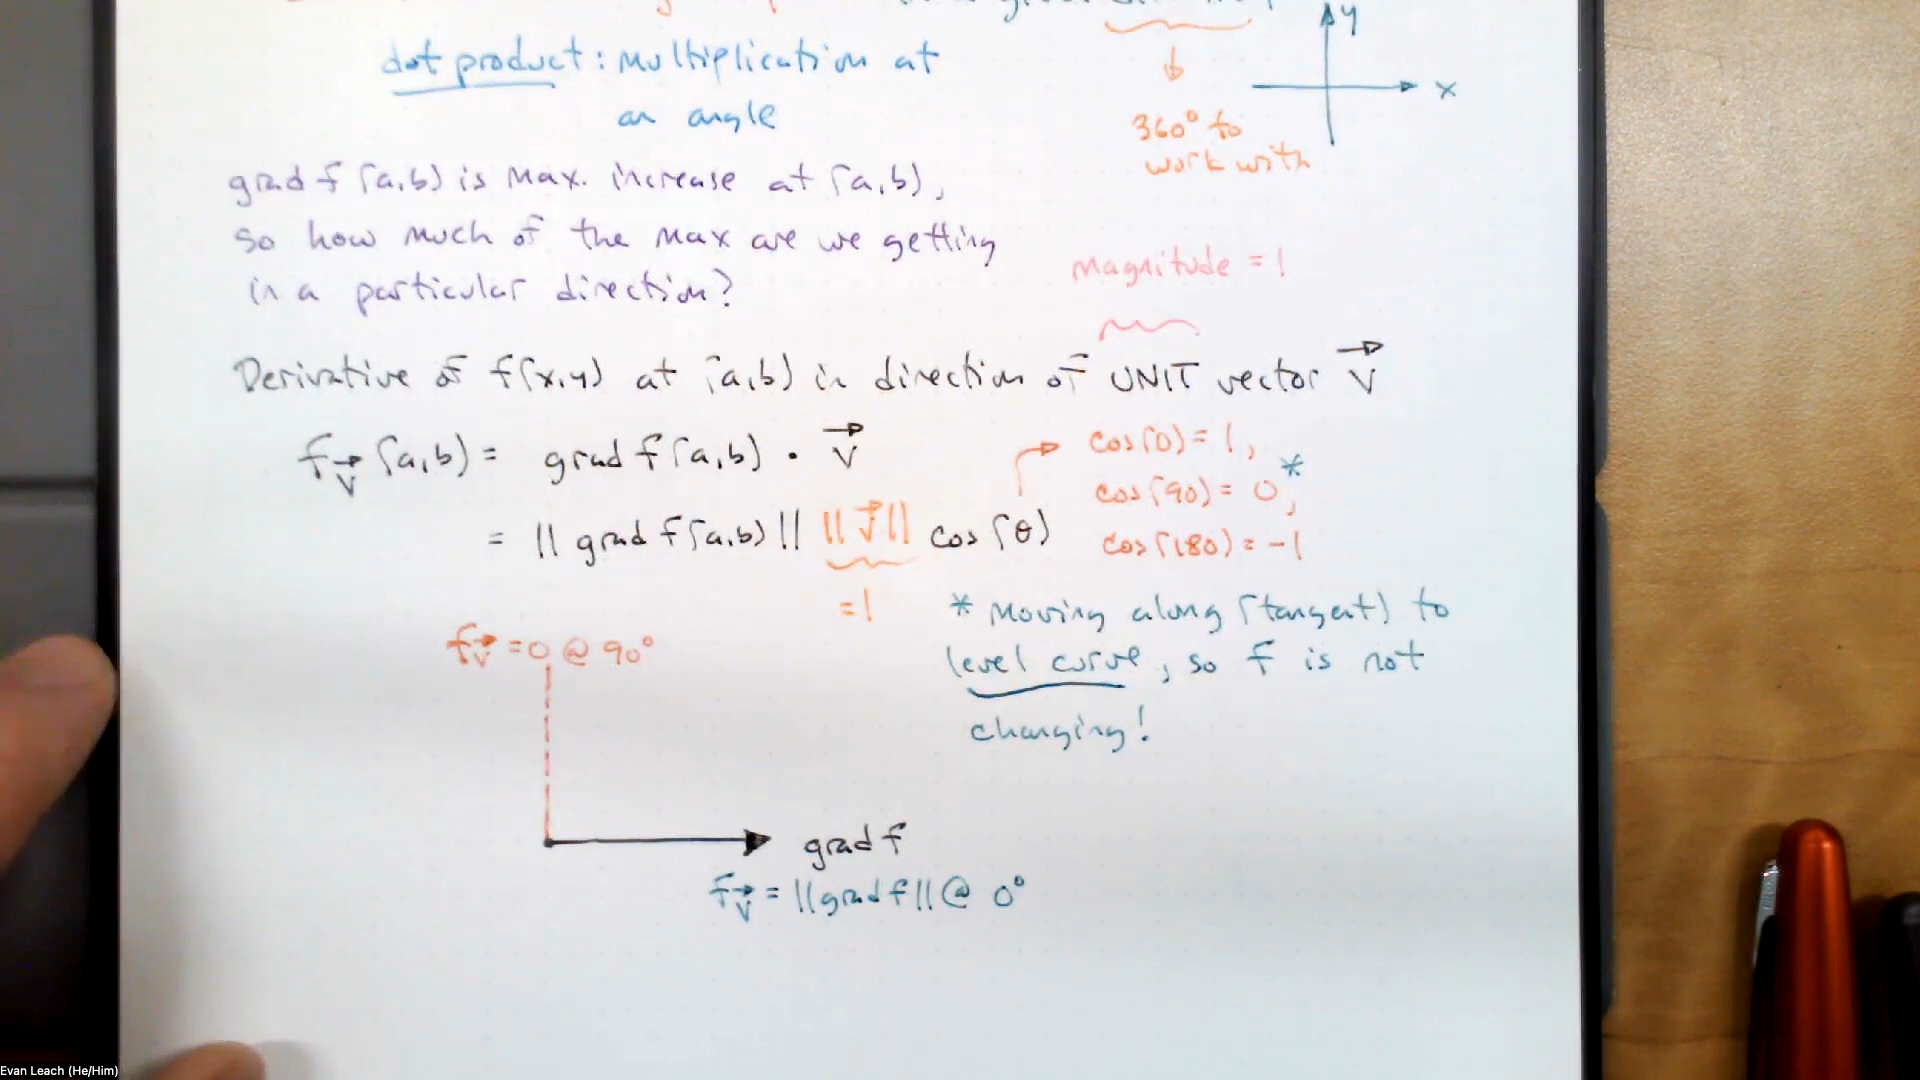 dot product: multiplication at
an angle
y
x
360° to
work with
grad f (a,b) is max. increase at (a,b),
so how much of the max are we getting
in a particular direction?
magnitude = 1
Derivative of f(x,y) at (a,b) in direction of UNIT vector v⃗
f_v⃗ (a,b) = grad f (a,b) · v⃗
= || grad f (a,b) || ||v⃗|| cos(θ)
= 1
cos(0) = 1,
cos(90) = 0*,
cos(180) = -1
* moving along (tangent) to
level curve, so f is not
changing!
f_v⃗ = 0 @ 90°
grad f
f_v⃗ = ||grad f|| @ 0°
Evan Leach (He/Him)